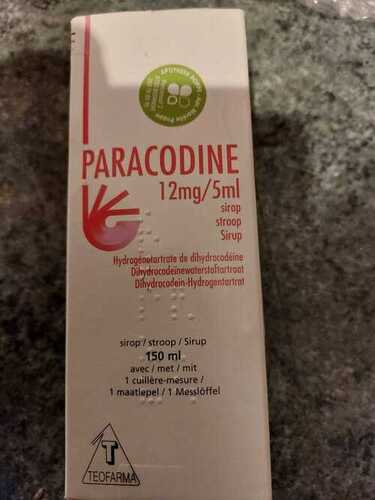 PARACODINE
12mg/5ml
sirop
stroop
Sirup
Hydrogénotartrate de dihydrocodéine
Dihydrocodeïnewaterstoftartraat
Dihydrocodein-Hydrogentartrat
sirop / stroop / Sirup
150 ml
avec / met / mit
1 cuillère-mesure /
1 maatlepel / 1 Messlöffel
T
TEOFARMA